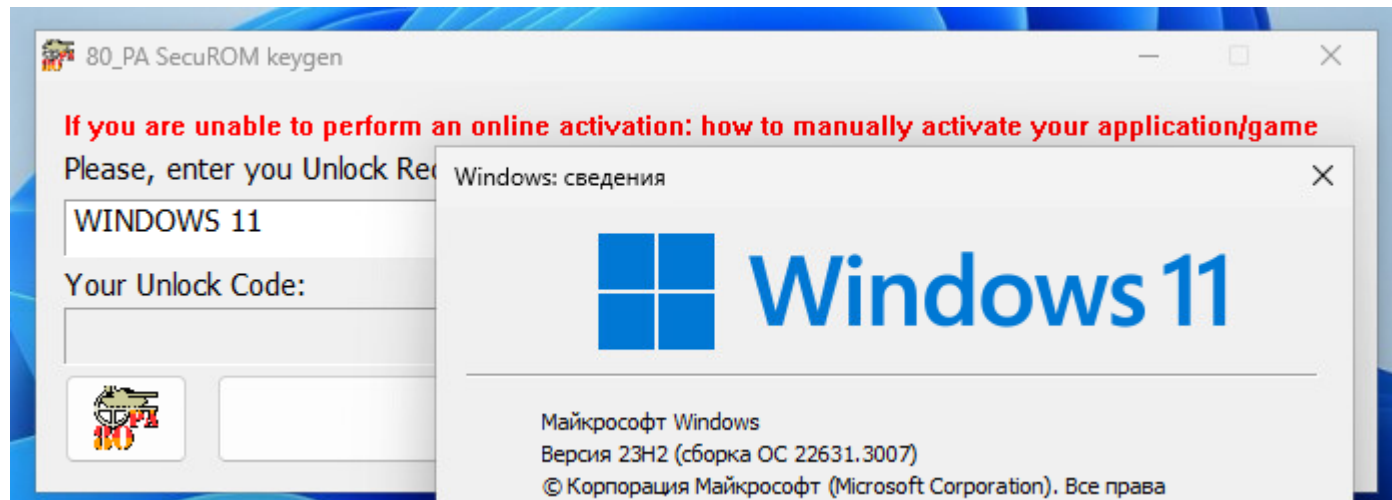 80_PA SecuROM keygen
If you are unable to perform an online activation: how to manually activate your application/game
Please, enter you Unlock
Windows: сведения
WINDOWS 11
Windows 11
Your Unlock Code:
PA
80
Майкрософт Windows
Версия 23H2 (сборка ОС 22631.3007)
© Корпорация Майкрософт (Microsoft Corporation). Все права